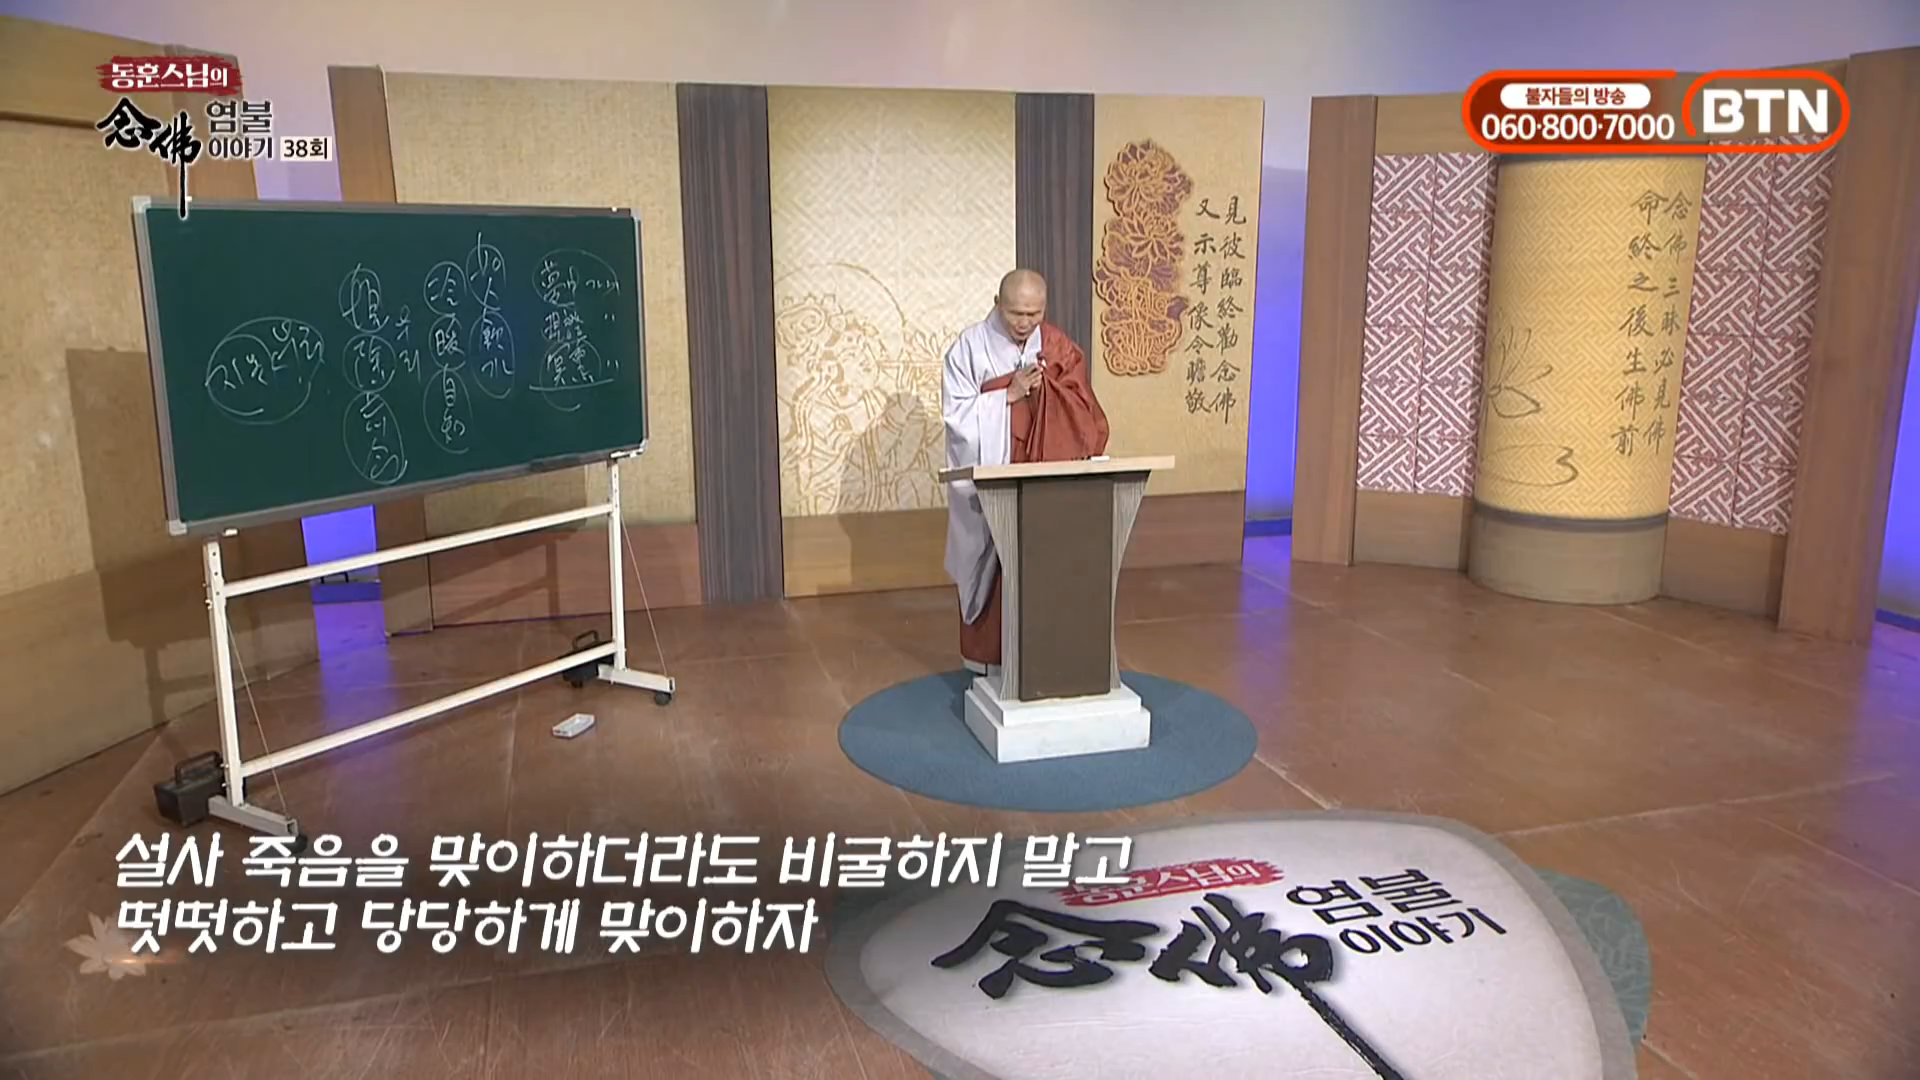 동훈스님의
念佛
염불
이야기 38회
불자들의 방송
060·800·7000
BTN
見彼臨終勸念佛
又示尊像令瞻敬
念佛三昧必見佛
命終之後生佛前
冷
暖
自
知
설사 죽음을 맞이하더라도 비굴하지 말고
떳떳하고 당당하게 맞이하자
동훈스님의
念佛
염불
이야기